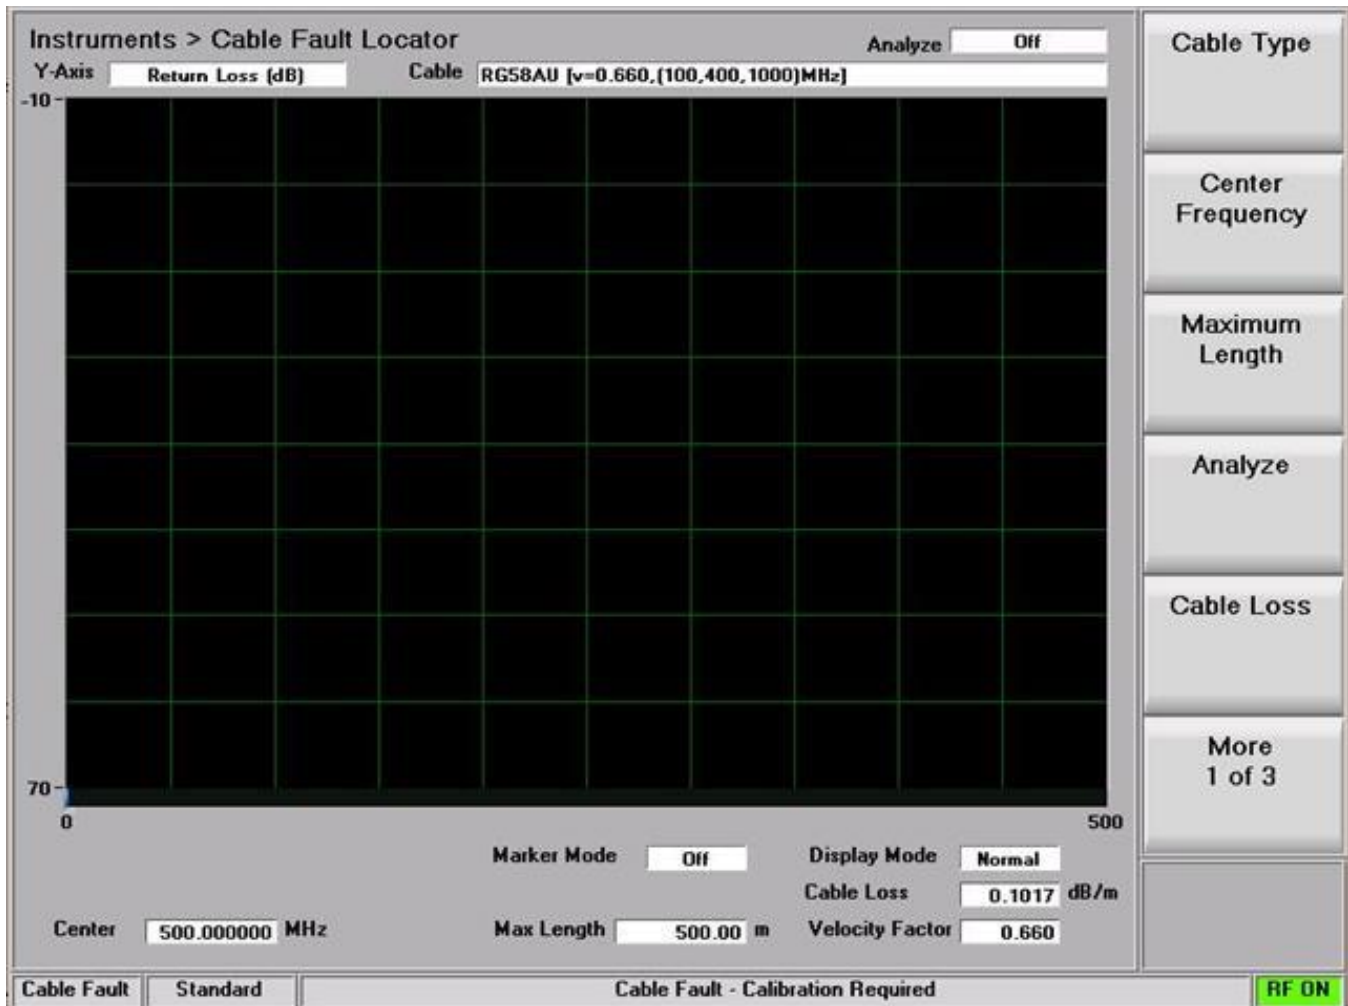 Instruments > Cable Fault Locator
Analyze Off
Y-Axis Return Loss (dB) Cable RG58AU [v=0.660,(100,400,1000)MHz]
-10
70
0 500
Marker Mode Off Display Mode Normal
Cable Loss 0.1017 dB/m
Center 500.000000 MHz Max Length 500.00 m Velocity Factor 0.660
Cable Type
Center
Frequency
Maximum
Length
Analyze
Cable Loss
More
1 of 3
Cable Fault Standard Cable Fault - Calibration Required RF ON